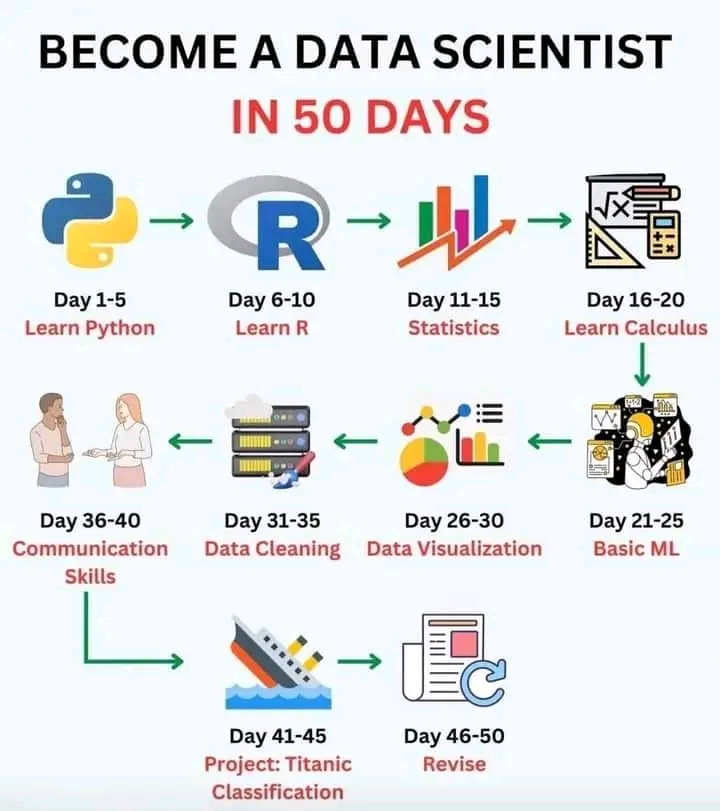 BECOME A DATA SCIENTIST
IN 50 DAYS
R
√x
Day 1-5
Learn Python
Day 6-10
Learn R
Day 11-15
Statistics
Day 16-20
Learn Calculus
Day 36-40
Communication
Skills
Day 31-35
Data Cleaning
Day 26-30
Data Visualization
Day 21-25
Basic ML
Day 41-45
Project: Titanic
Classification
Day 46-50
Revise